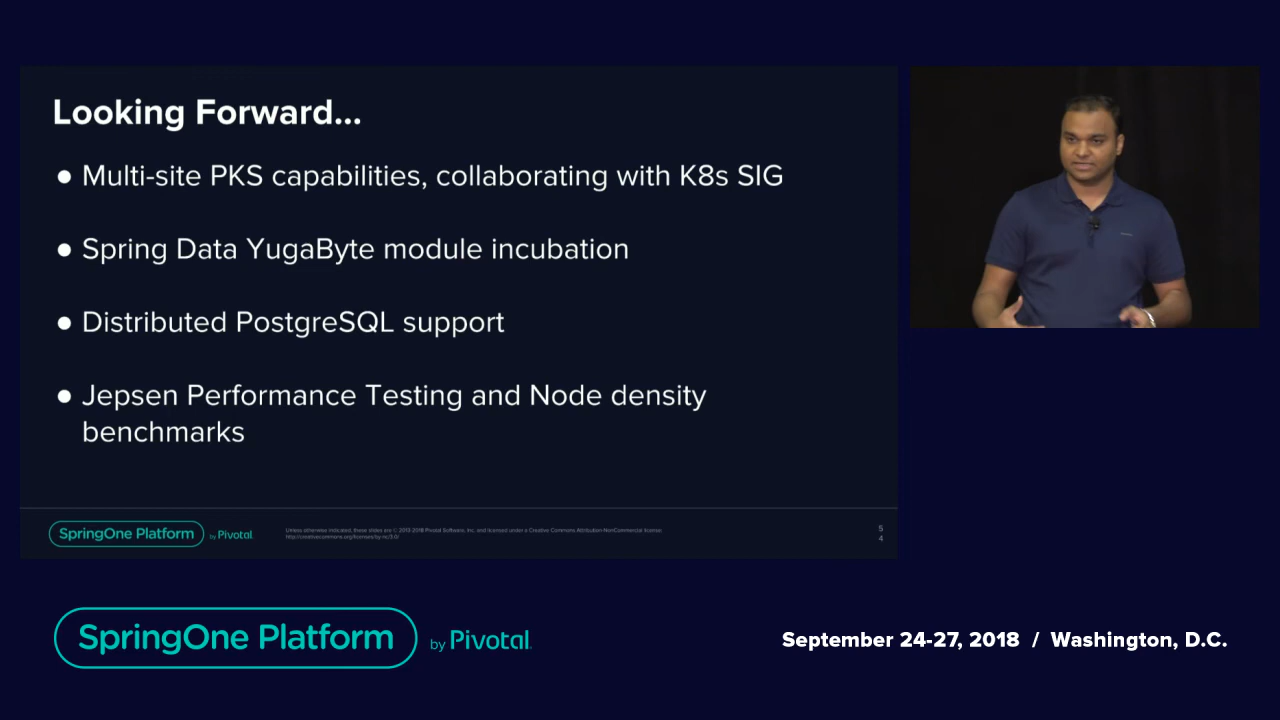 Looking Forward...
● Multi-site PKS capabilities, collaborating with K8s SIG
● Spring Data YugaByte module incubation
● Distributed PostgreSQL support
● Jepsen Performance Testing and Node density
benchmarks
SpringOne Platform by Pivotal.
Unless otherwise indicated, these slides are © 2013-2018 Pivotal Software, Inc. and licensed under a Creative Commons Attribution-NonCommercial license:
http://creativecommons.org/licenses/by-nc/3.0/
5
4
SpringOne Platform by Pivotal.
September 24-27, 2018 / Washington, D.C.